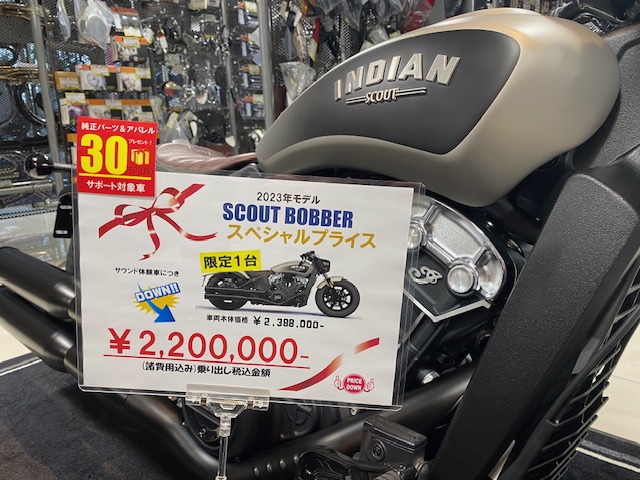 INDIAN
SCOUT
純正パーツ&アパレル
30
プレゼント!
サポート対象車
2023年モデル
SCOUT BOBBER
スペシャルプライス
限定1台
サウンド体験車につき
DOWN!!
車両本体価格 ¥2,388,000-
¥2,200,000-
(諸費用込み)乗り出し税込金額
PRICE
DOWN